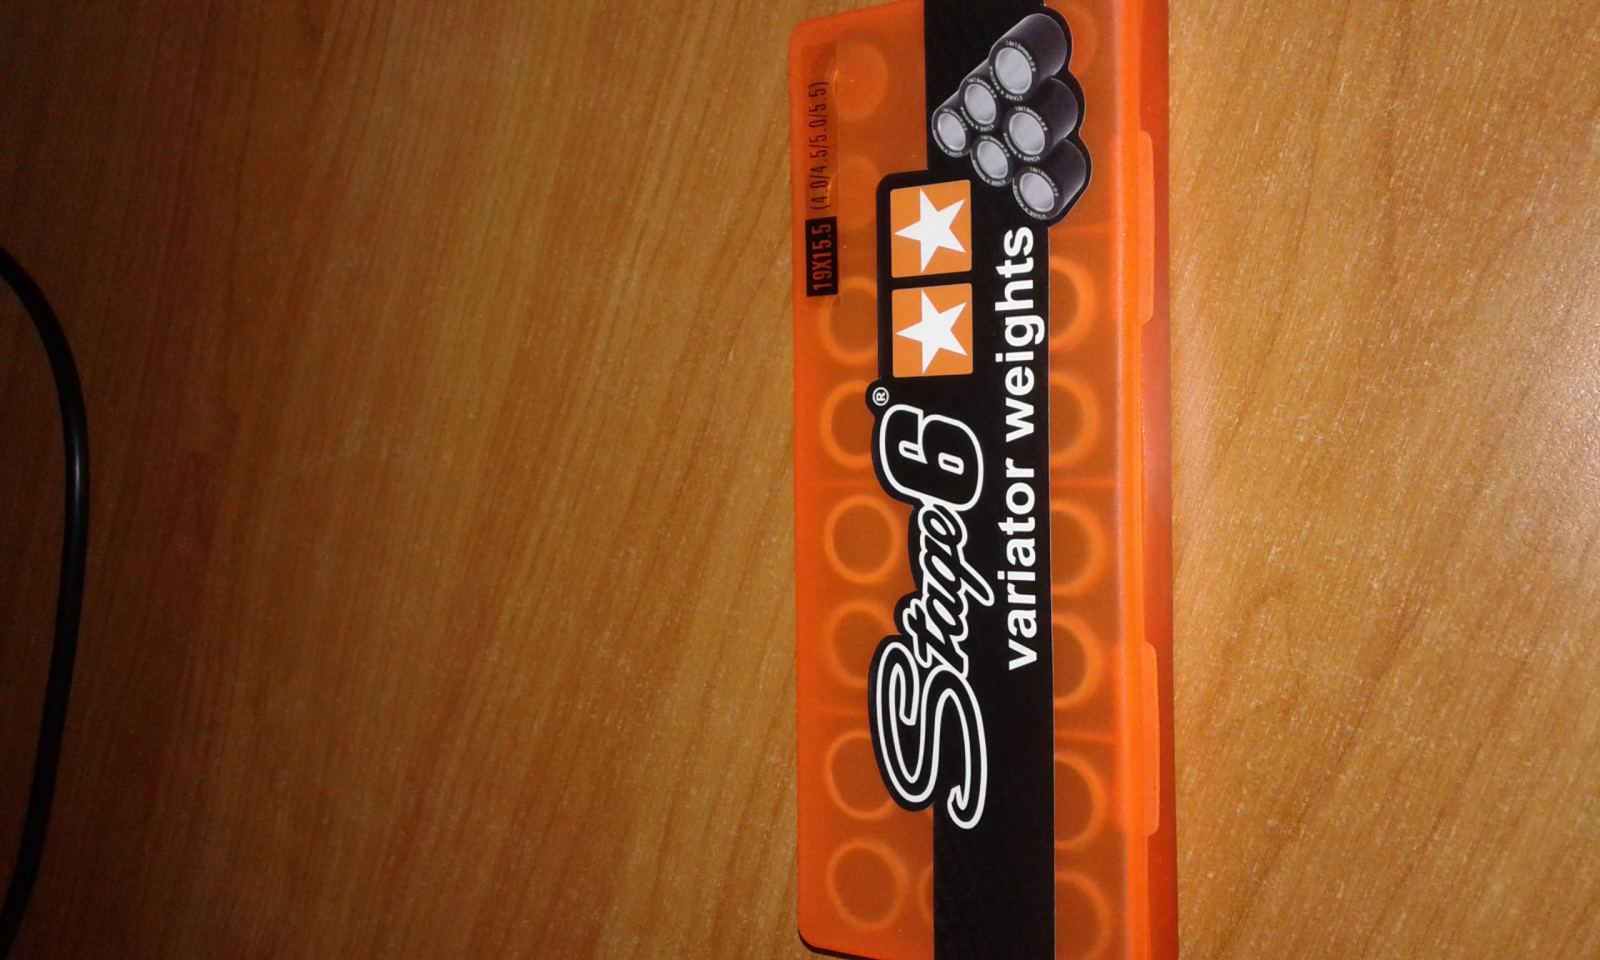 19X15.5 (4.0/4.5/5.0/5.5)
Stage6®
variator weights